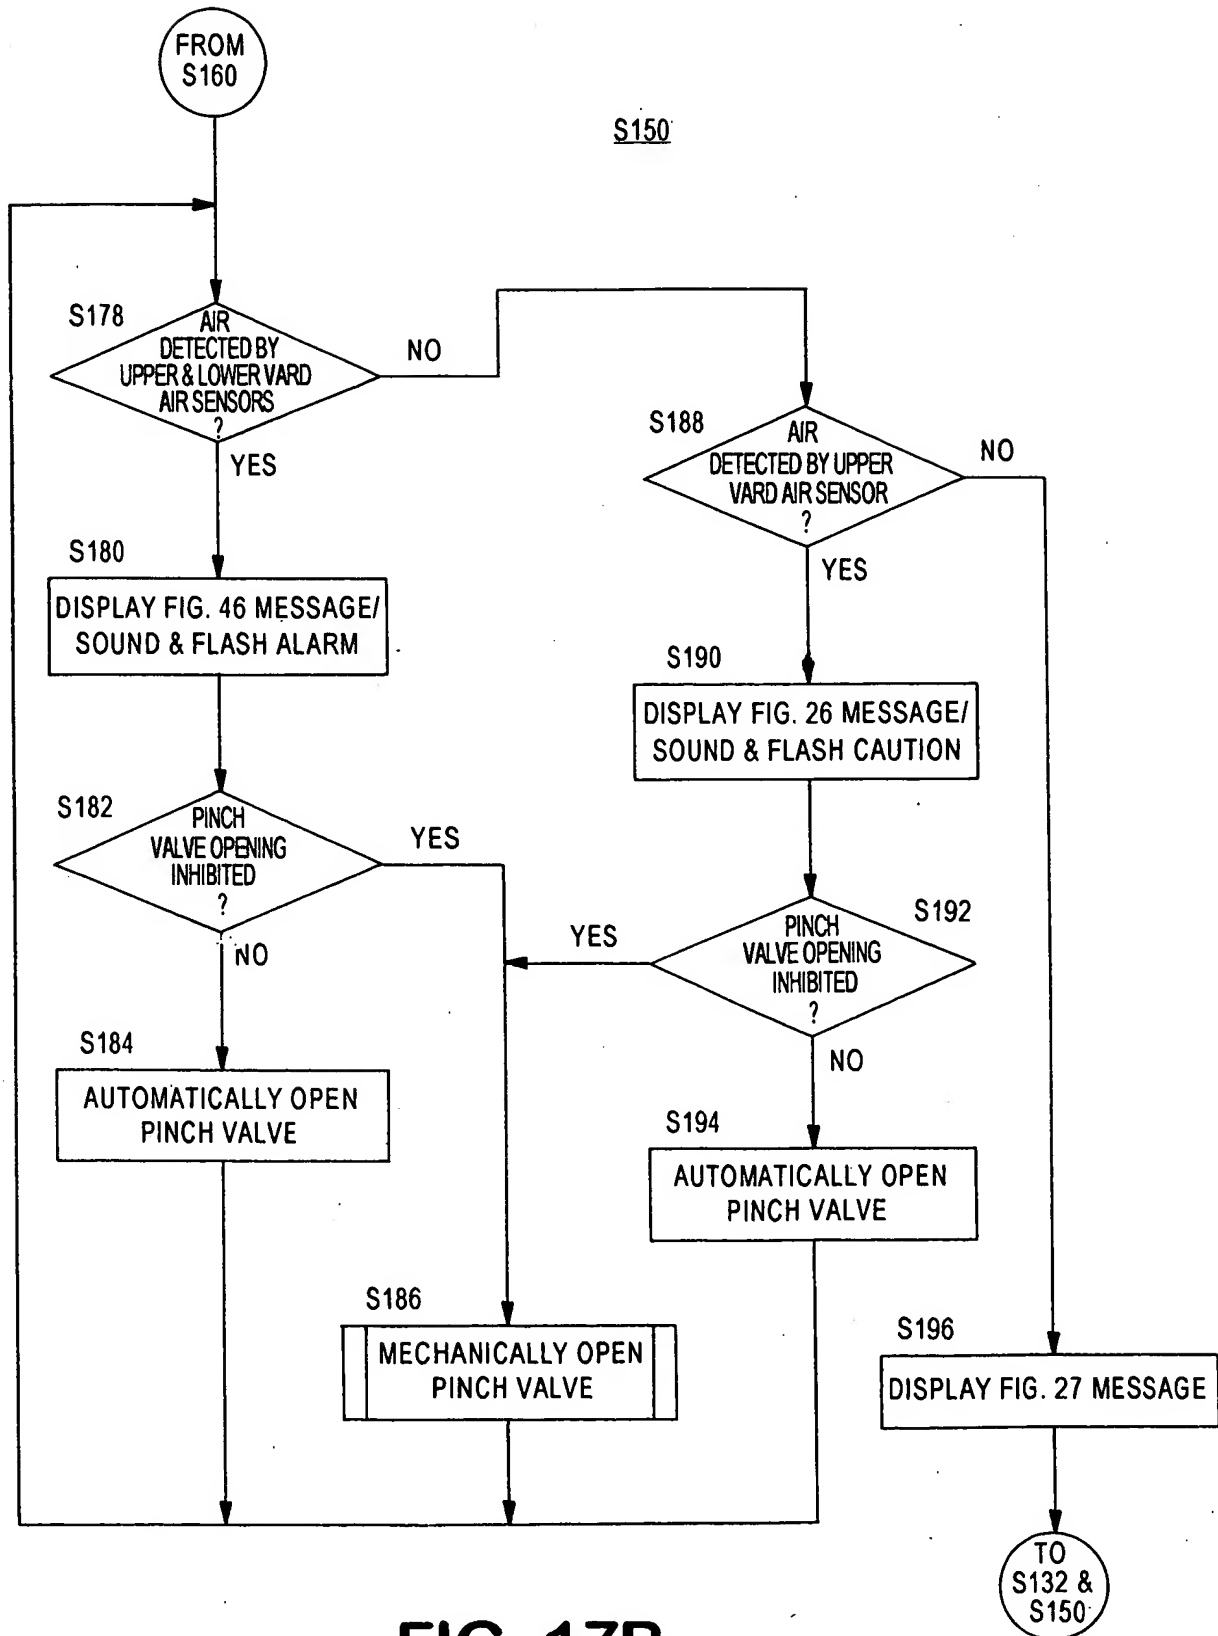 FROM
S160
S150
S178
AIR
DETECTED BY
UPPER & LOWER VARD
AIR SENSORS
?
NO
YES
S188
AIR
DETECTED BY UPPER
VARD AIR SENSOR
?
NO
YES
S180
DISPLAY FIG. 46 MESSAGE/
SOUND & FLASH ALARM
S190
DISPLAY FIG. 26 MESSAGE/
SOUND & FLASH CAUTION
S182
PINCH
VALVE OPENING
INHIBITED
?
YES
NO
S192
PINCH
VALVE OPENING
INHIBITED
?
YES
NO
S184
AUTOMATICALLY OPEN
PINCH VALVE
S194
AUTOMATICALLY OPEN
PINCH VALVE
S186
MECHANICALLY OPEN
PINCH VALVE
S196
DISPLAY FIG. 27 MESSAGE
TO
S132 &
S150
FIG. 17B